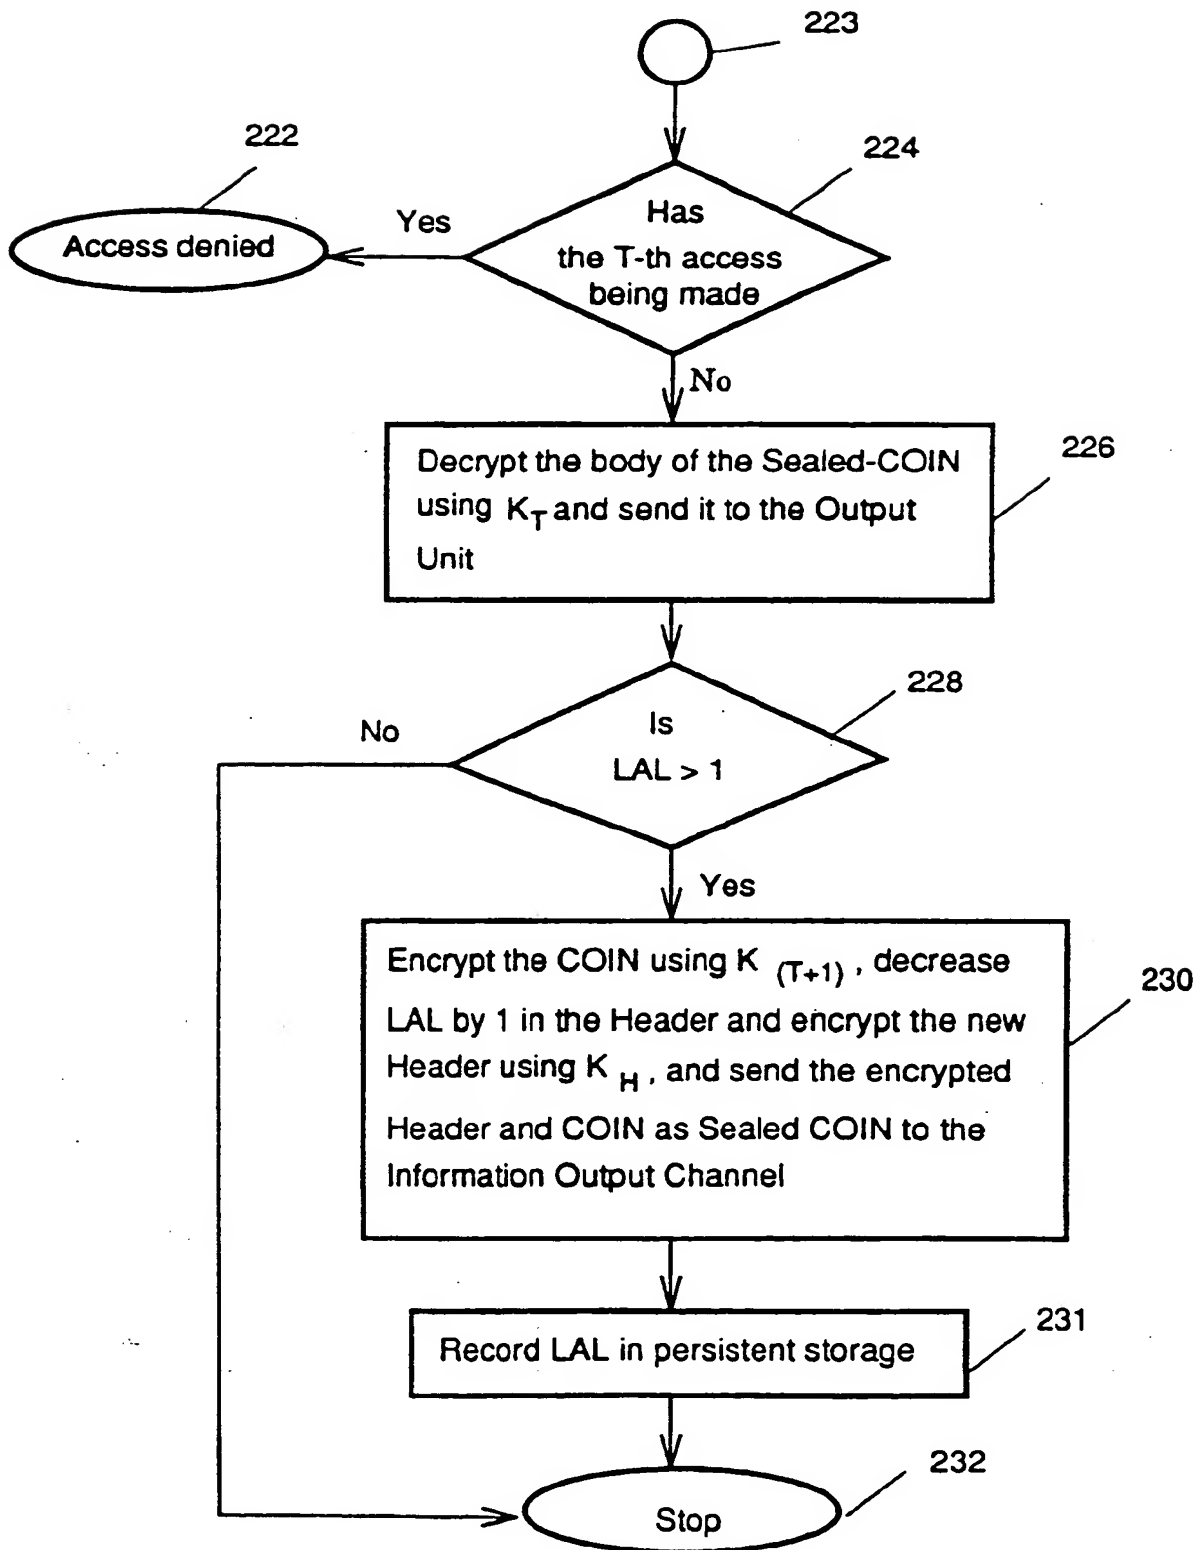 223
222
224
Yes
Access denied
Has
the T-th access
being made
No
226
Decrypt the body of the Sealed-COIN
using K_T and send it to the Output
Unit
228
No
Is
LAL > 1
Yes
230
Encrypt the COIN using K (T+1) , decrease
LAL by 1 in the Header and encrypt the new
Header using K H , and send the encrypted
Header and COIN as Sealed COIN to the
Information Output Channel
231
Record LAL in persistent storage
232
Stop